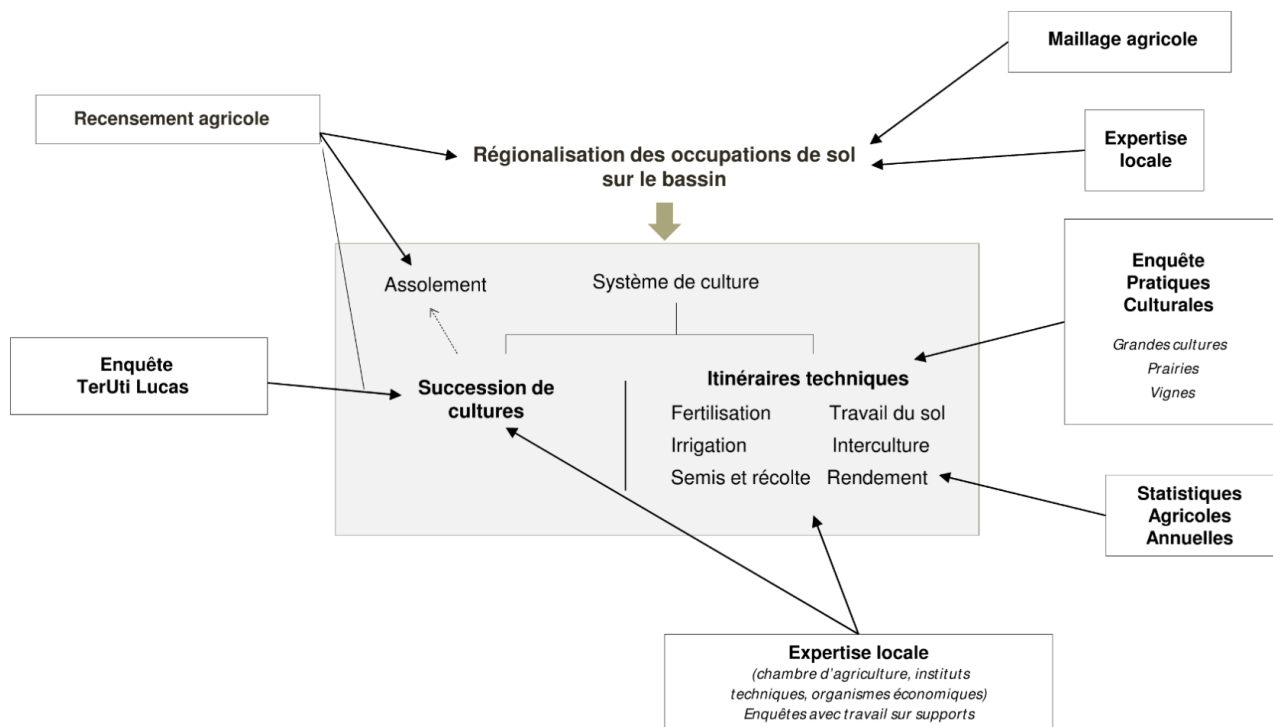 Maillage agricole
Recensement agricole
Régionalisation des occupations de sol
sur le bassin
Expertise
locale
Assolement
Système de culture
Enquête
Pratiques
Culturales
Grandes cultures
Prairies
Vignes
Enquête
TerUti Lucas
Succession de
cultures
Itinéraires techniques
Fertilisation
Travail du sol
Irrigation
Interculture
Semis et récolte
Rendement
Statistiques
Agricoles
Annuelles
Expertise locale
(chambre d'agriculture, instituts
techniques, organismes économiques)
Enquêtes avec travail sur supports